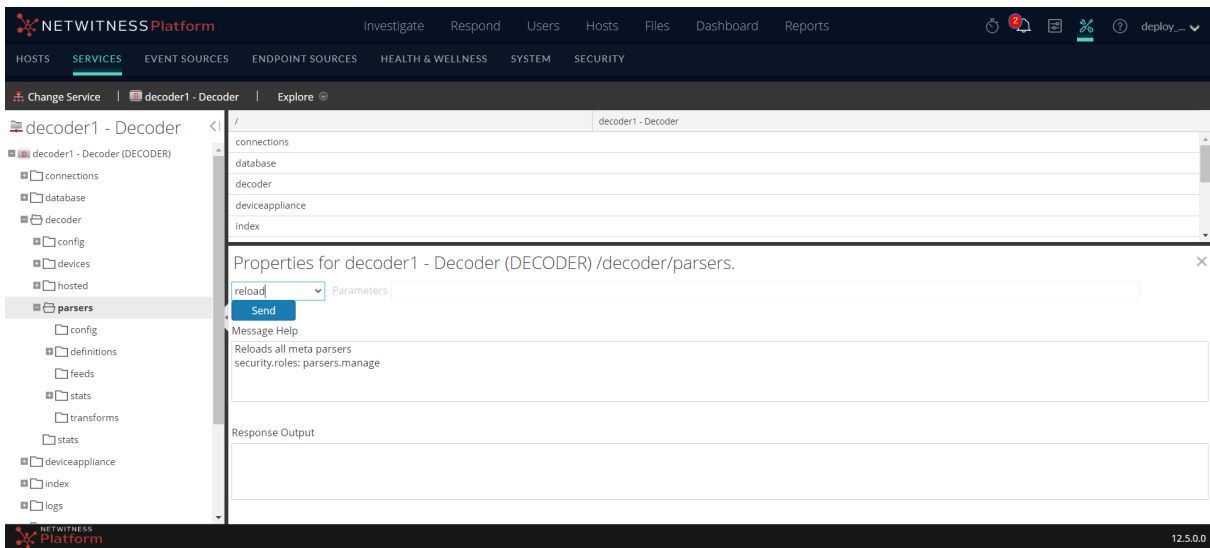 NETWITNESS Platform
Investigate Respond Users Hosts Files Dashboard Reports
2
deploy_...
HOSTS SERVICES EVENT SOURCES ENDPOINT SOURCES HEALTH & WELLNESS SYSTEM SECURITY
Change Service | decoder1 - Decoder | Explore
decoder1 - Decoder
decoder1 - Decoder (DECODER)
connections
database
decoder
config
devices
hosted
parsers
config
definitions
feeds
stats
transforms
stats
deviceappliance
index
logs
/ decoder1 - Decoder
connections
database
decoder
deviceappliance
index
Properties for decoder1 - Decoder (DECODER) /decoder/parsers.
reload Parameters
Send
Message Help
Reloads all meta parsers
security.roles: parsers.manage
Response Output
NETWITNESS
Platform
12.5.0.0